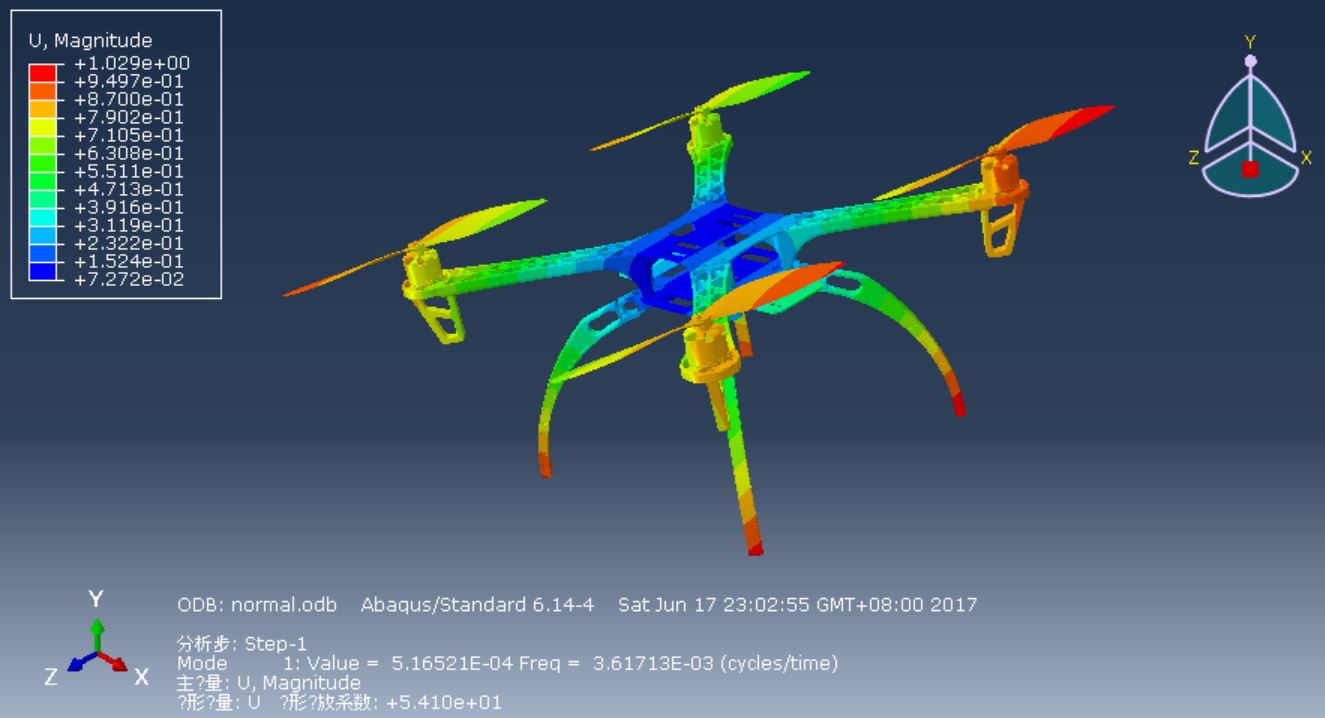 U, Magnitude
+1.029e+00
+9.497e-01
+8.700e-01
+7.902e-01
+7.105e-01
+6.308e-01
+5.511e-01
+4.713e-01
+3.916e-01
+3.119e-01
+2.322e-01
+1.524e-01
+7.272e-02
Y
Z
X
ODB: normal.odb Abaqus/Standard 6.14-4 Sat Jun 17 23:02:55 GMT+08:00 2017
分析步: Step-1
Mode 1: Value = 5.16521E-04 Freq = 3.61713E-03 (cycles/time)
主?量: U, Magnitude
?形?量: U ?形?放系数: +5.410e+01
Y
Z
X